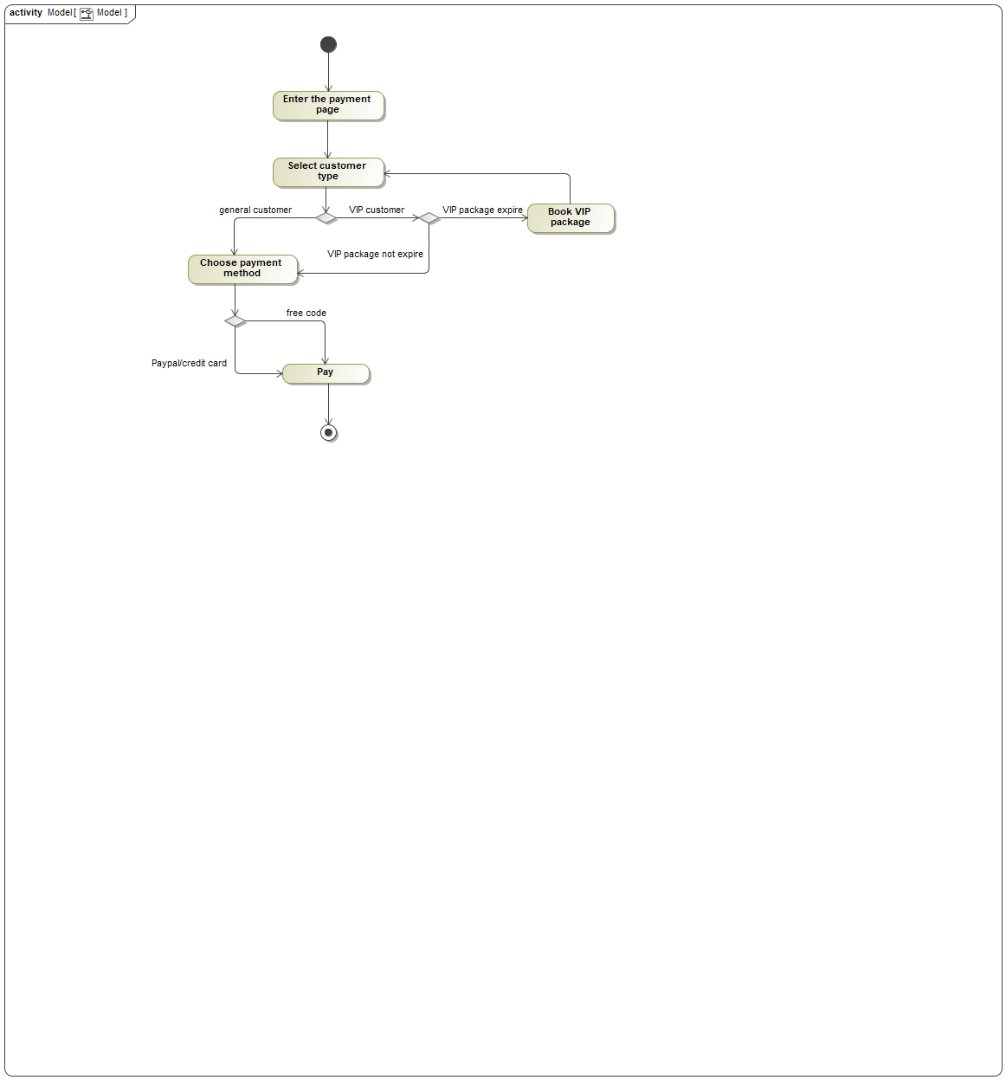 activity Model[ Model ]
Enter the payment
page
Select customer
type
general customer
VIP customer
VIP package expire
Book VIP
package
VIP package not expire
Choose payment
method
free code
Paypal/credit card
Pay